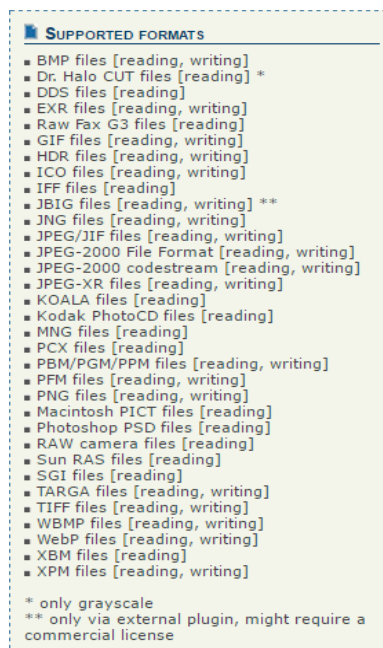 SUPPORTED FORMATS
BMP files [reading, writing]
Dr. Halo CUT files [reading] *
DDS files [reading]
EXR files [reading, writing]
Raw Fax G3 files [reading]
GIF files [reading, writing]
HDR files [reading, writing]
ICO files [reading, writing]
IFF files [reading]
JBIG files [reading, writing] **
JNG files [reading, writing]
JPEG/JIF files [reading, writing]
JPEG-2000 File Format [reading, writing]
JPEG-2000 codestream [reading, writing]
JPEG-XR files [reading, writing]
KOALA files [reading]
Kodak PhotoCD files [reading]
MNG files [reading]
PCX files [reading]
PBM/PGM/PPM files [reading, writing]
PFM files [reading, writing]
PNG files [reading, writing]
Macintosh PICT files [reading]
Photoshop PSD files [reading]
RAW camera files [reading]
Sun RAS files [reading]
SGI files [reading]
TARGA files [reading, writing]
TIFF files [reading, writing]
WBMP files [reading, writing]
WebP files [reading, writing]
XBM files [reading]
XPM files [reading, writing]
* only grayscale
** only via external plugin, might require a
commercial license